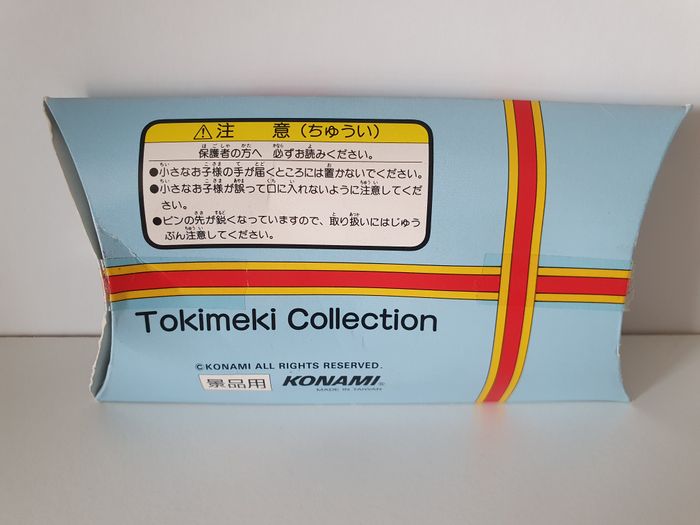 ⚠注 意(ちゅうい)
保護者の方へ 必ずお読みください。
●小さなお子様の手が届くところには置かないでください。
●小さなお子様が誤って口に入れないように注意してくだ
さい。
●ピンの先が鋭くなっていますので、取り扱いにはじゅう
ぶん注意してください。
Tokimeki Collection
©KONAMI ALL RIGHTS RESERVED.
景品用 KONAMI®
MADE IN TAIWAN